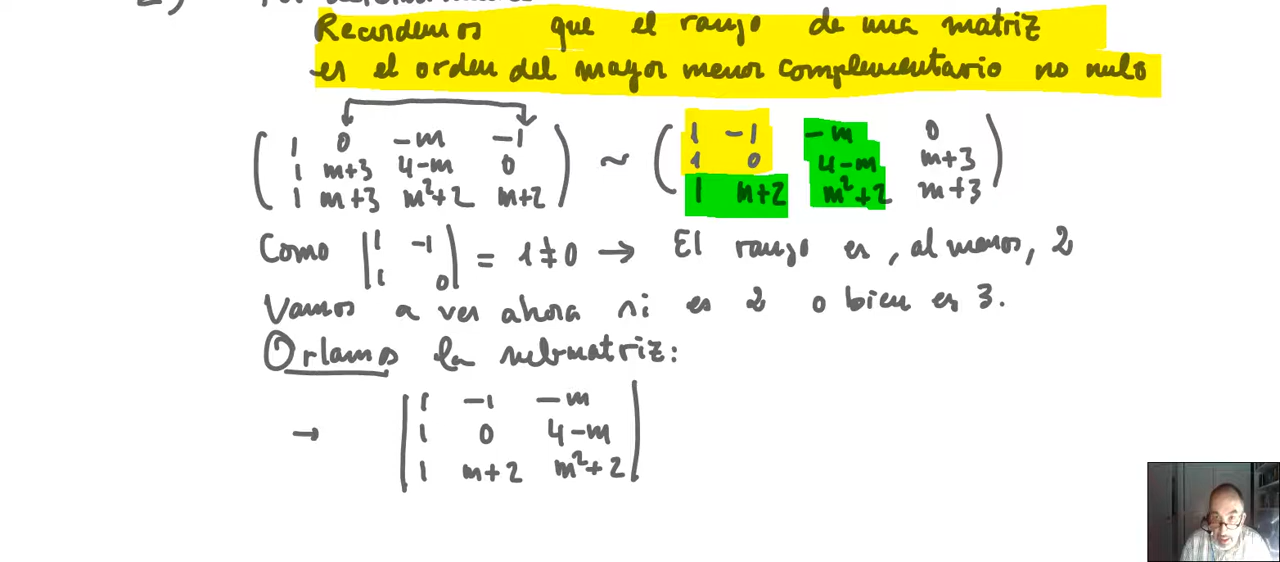 2) Por
Recordemos que el rango de una matriz
es el orden del mayor menor complementario no nulo
( 1 0 -m -1 ) ~ ( 1 -1 -m 0 )
( 1 m+3 4-m 0 ) ( 1 0 4-m m+3 )
( 1 m+3 m²+2 m+2 ) ( 1 m+2 m²+2 m+3 )
Como | 1 -1 | = 1 ≠ 0 → El rango es, al menos, 2
| 1 0 |
Vamos a ver ahora si es 2 o bien es 3.
Orlamos la submatriz:
| 1 -1 -m |
→ | 1 0 4-m |
| 1 m+2 m²+2 |